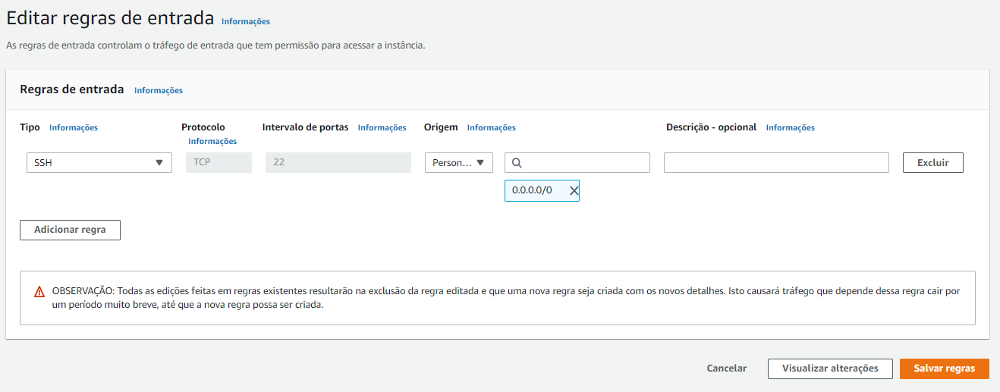 Editar regras de entrada Informações
As regras de entrada controlam o tráfego de entrada que tem permissão para acessar a instância.
Regras de entrada Informações
Tipo Informações Protocolo Informações Intervalo de portas Informações Origem Informações Descrição - opcional Informações
SSH TCP 22 Person... Excluir
0.0.0.0/0
Adicionar regra
OBSERVAÇÃO: Todas as edições feitas em regras existentes resultarão na exclusão da regra editada e que uma nova regra seja criada com os novos detalhes. Isto causará tráfego que depende dessa regra cair por
um período muito breve, até que a nova regra possa ser criada.
Cancelar Visualizar alterações Salvar regras